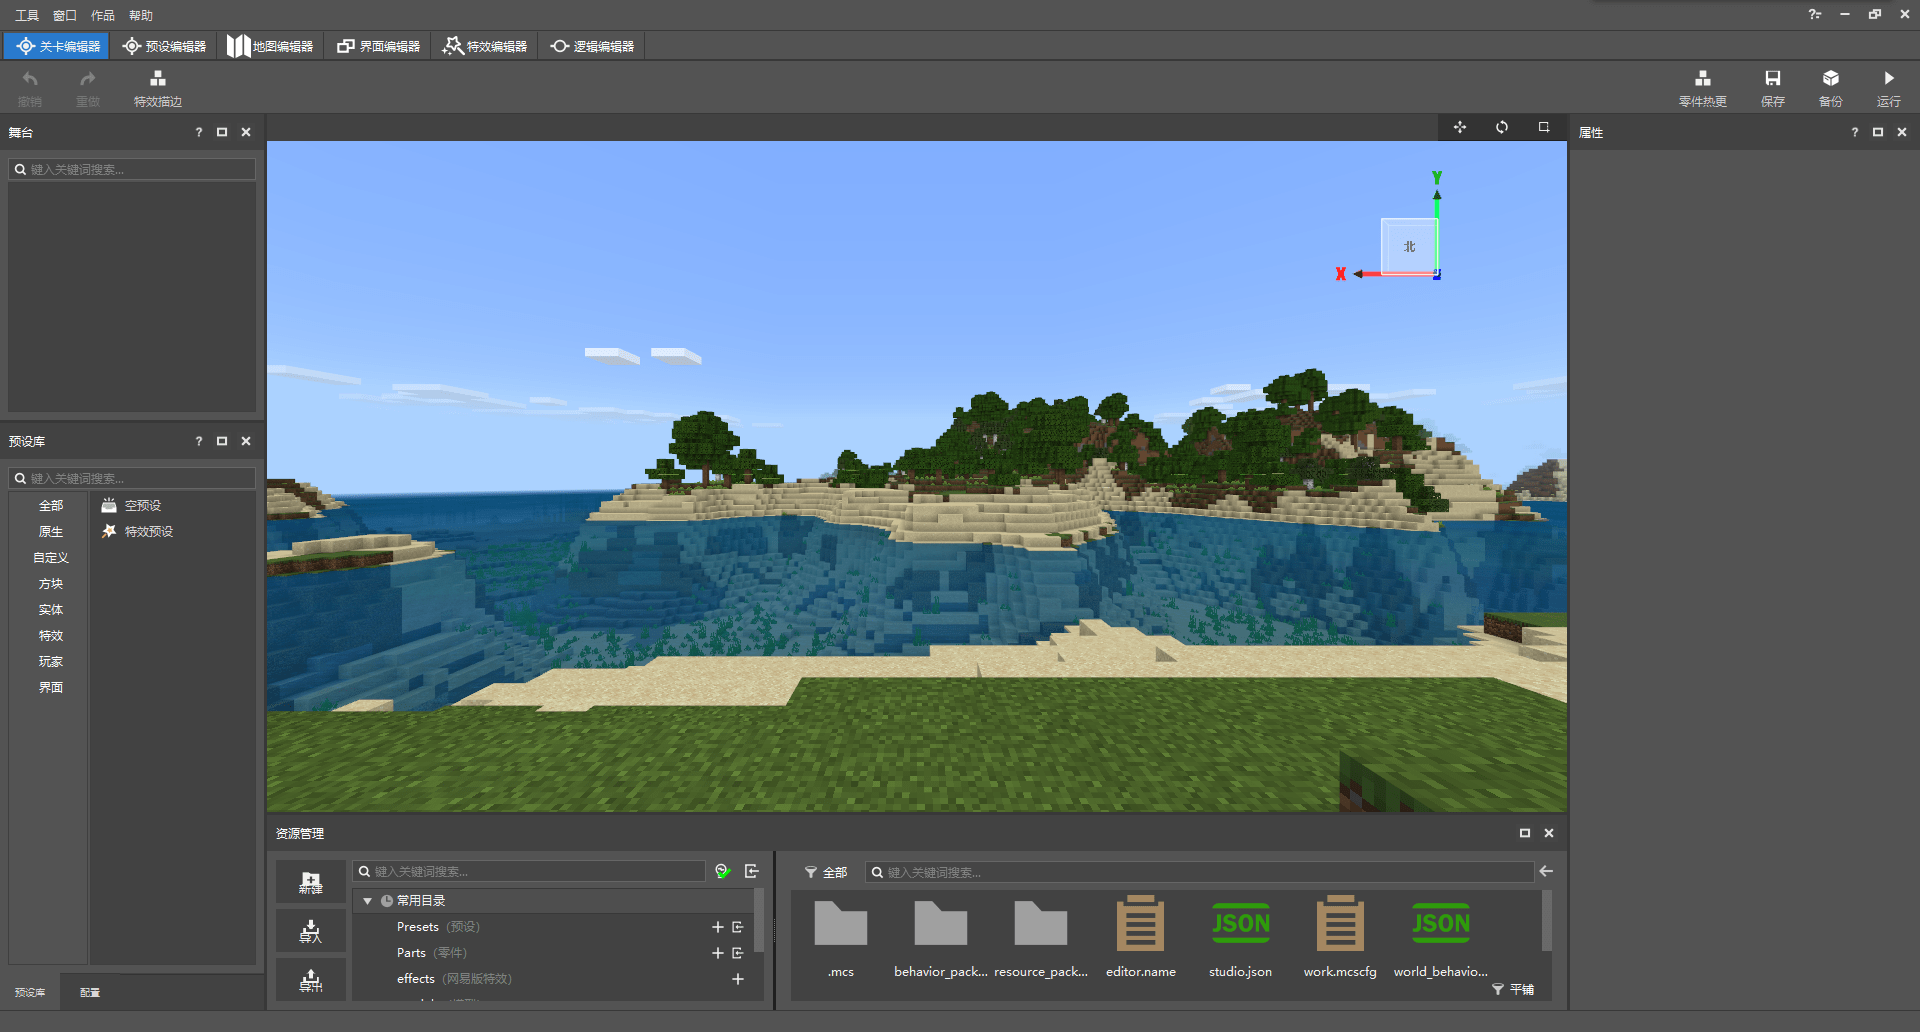 工具 窗口 作品 帮助
关卡编辑器 预设编辑器 地图编辑器 界面编辑器 特效编辑器 逻辑编辑器
撤销 重做 特效描边 零件热更 保存 备份 运行
舞台
键入关键词搜索...
属性
Y
北
X
预设库
键入关键词搜索...
全部
原生
自定义
方块
实体
特效
玩家
界面
空预设
特效预设
预设库 配置
资源管理
新建
导入
导出
键入关键词搜索...
常用目录
Presets (预设)
Parts (零件)
effects (网易版特效)
全部
键入关键词搜索...
JSON JSON
.mcs behavior_pack... resource_pack... editor.name studio.json work.mcscfg world_behavio...
平铺